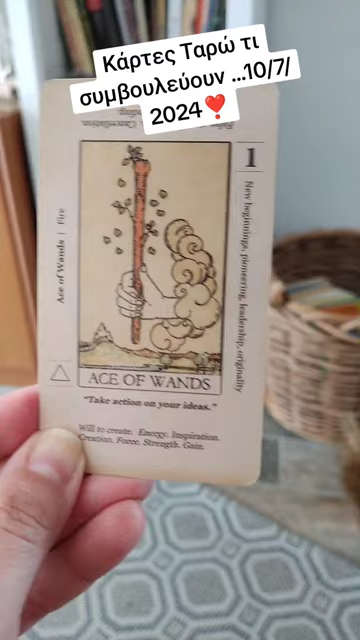 Κάρτες Ταρώ τι
συμβουλεύουν ...10/7/
2024❣️
Cancellation
1
New beginnings, pioneering, leadership, originality
Ace of Wands | Fire
ACE OF WANDS
"Take action on your ideas."
Will to create. Energy. Inspiration.
Creation. Force. Strength. Gain.